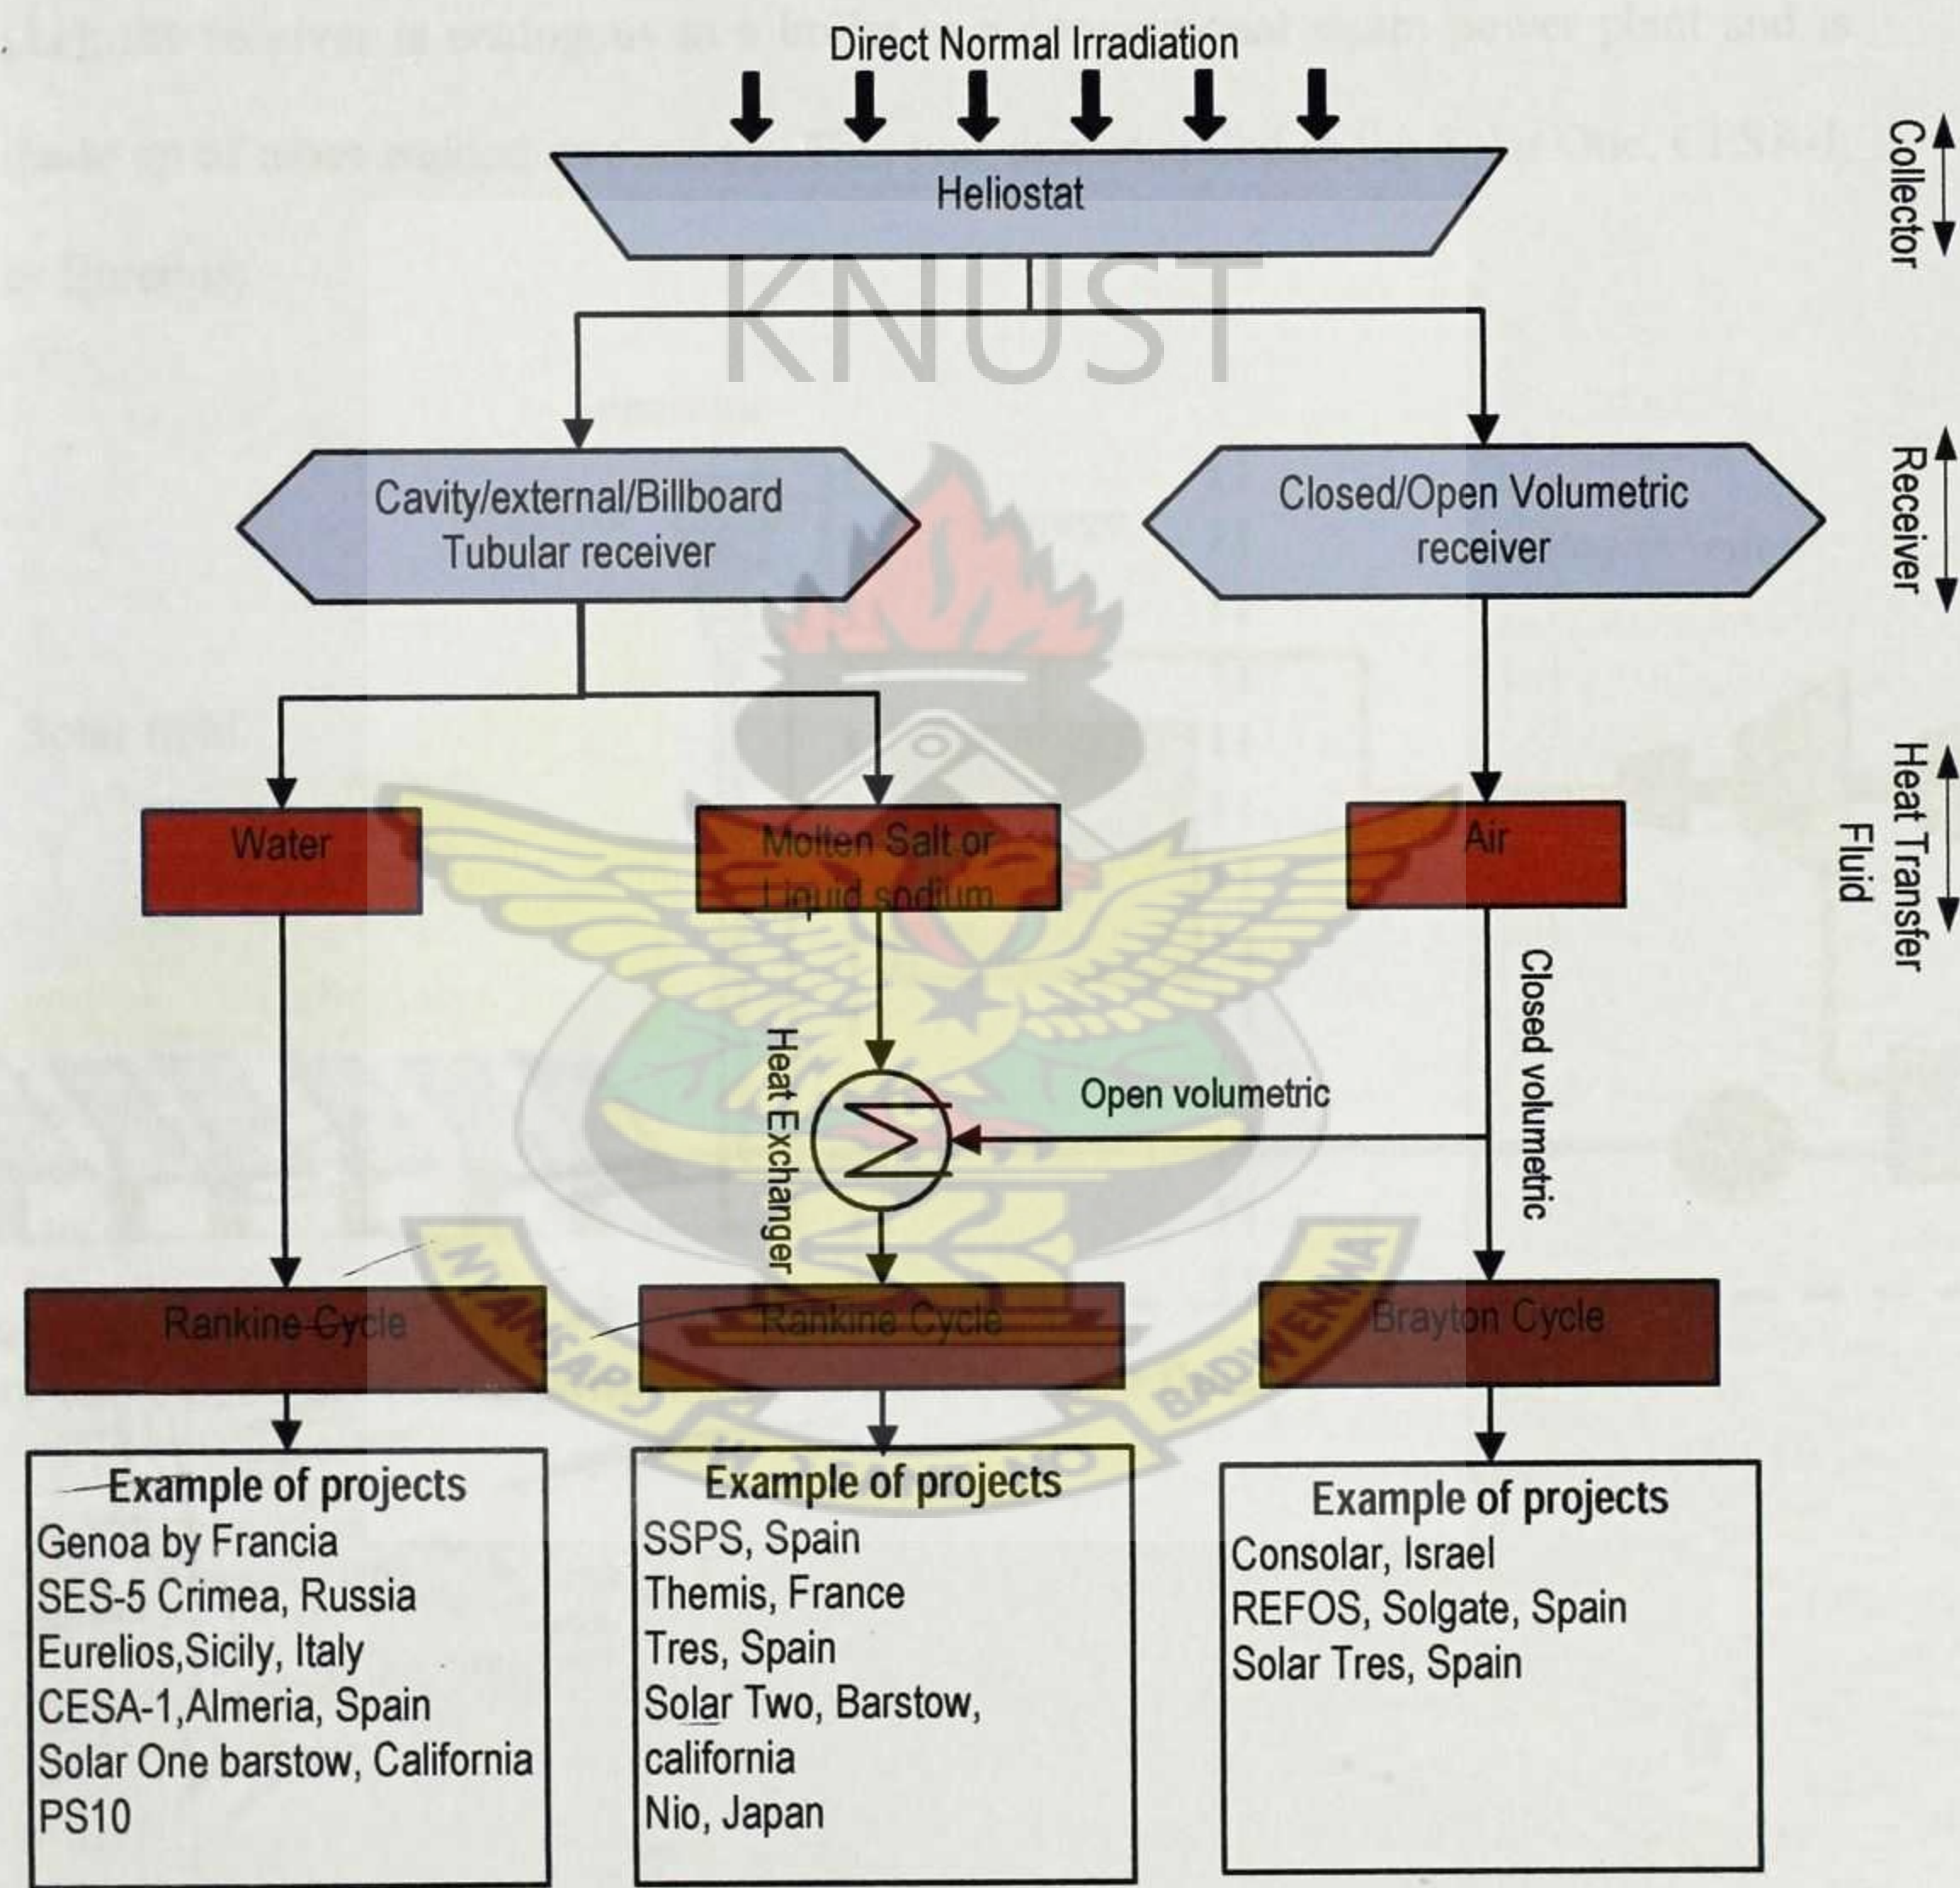 Direct Normal Irradiation
Heliostat
Collector
KNUST
Cavity/external/Billboard
Tubular receiver
Closed/Open Volumetric
receiver
Receiver
Water
Molten Salt or
Liquid sodium
Air
Heat Transfer
Fluid
Heat Exchanger
Open volumetric
Closed volumetric
Rankine Cycle
Rankine Cycle
Brayton Cycle
NYANSAPO
BADWENMA
Example of projects
Genoa by Francia
SES-5 Crimea, Russia
Eurelios,Sicily, Italy
CESA-1,Almeria, Spain
Solar One barstow, California
PS10
Example of projects
SSPS, Spain
Themis, France
Tres, Spain
Solar Two, Barstow,
california
Nio, Japan
Example of projects
Consolar, Israel
REFOS, Solgate, Spain
Solar Tres, Spain